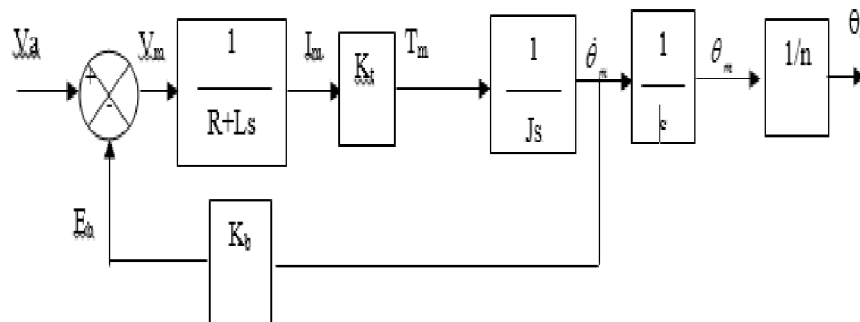 Va
+
-
Vm
1
R+Ls
Im
Kt
Tm
1
Js
θ̇m
1
s
θm
1/n
θ
Eb
Kb